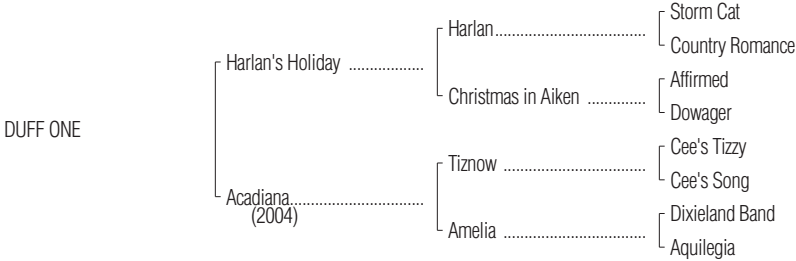 Storm Cat
Harlan..................................
Country Romance
Harlan's Holiday ..................
Affirmed
Christmas in Aiken ..............
Dowager
DUFF ONE
Cee's Tizzy
Tiznow ..................................
Cee's Song
Acadiana................................
(2004)
Dixieland Band
Amelia ..................................
Aquilegia